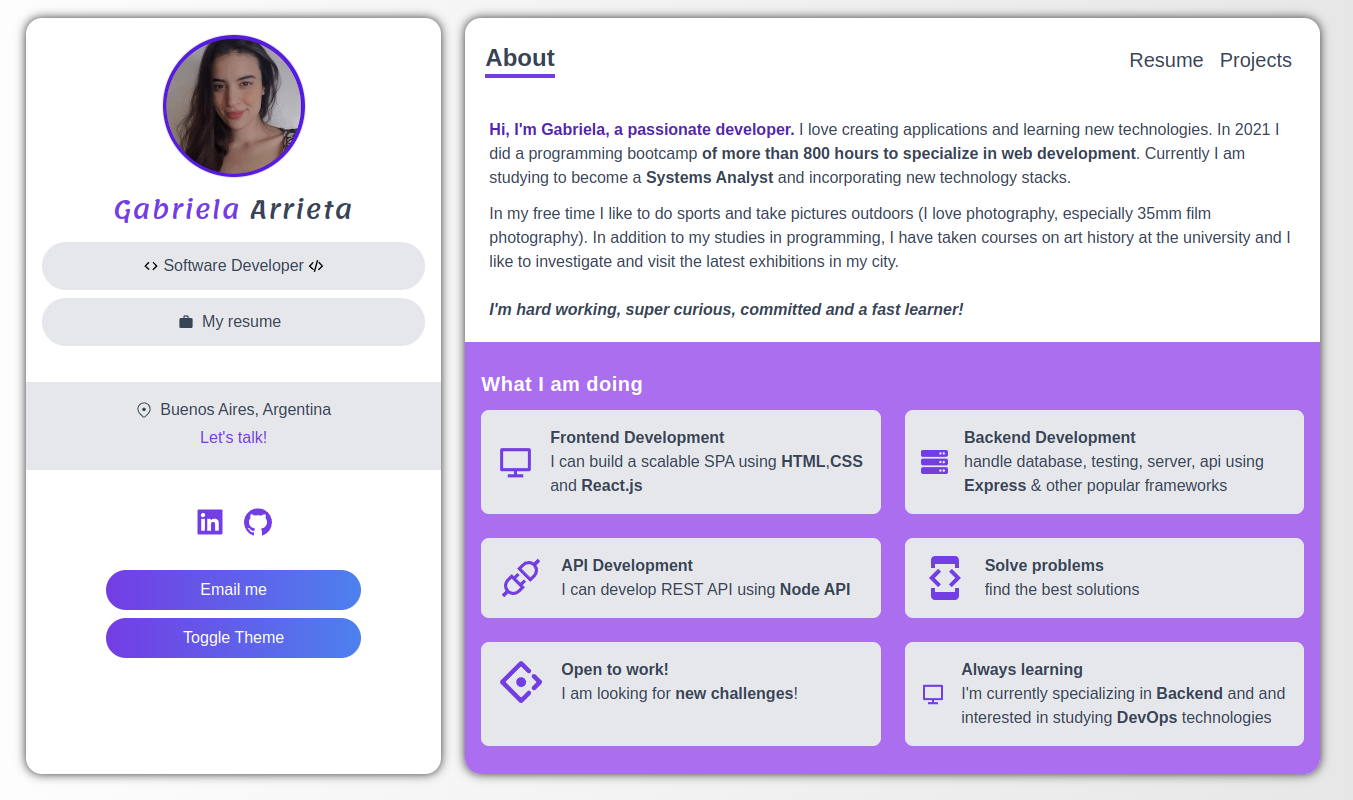 Gabriela Arrieta
Software Developer
My resume
Buenos Aires, Argentina
Let's talk!
Email me
Toggle Theme
About
Resume Projects
Hi, I'm Gabriela, a passionate developer. I love creating applications and learning new technologies. In 2021 I
did a programming bootcamp of more than 800 hours to specialize in web development. Currently I am
studying to become a Systems Analyst and incorporating new technology stacks.
In my free time I like to do sports and take pictures outdoors (I love photography, especially 35mm film
photography). In addition to my studies in programming, I have taken courses on art history at the university and I
like to investigate and visit the latest exhibitions in my city.
I'm hard working, super curious, committed and a fast learner!
What I am doing
Frontend Development
I can build a scalable SPA using HTML,CSS
and React.js
Backend Development
handle database, testing, server, api using
Express & other popular frameworks
API Development
I can develop REST API using Node API
Solve problems
find the best solutions
Open to work!
I am looking for new challenges!
Always learning
I'm currently specializing in Backend and and
interested in studying DevOps technologies